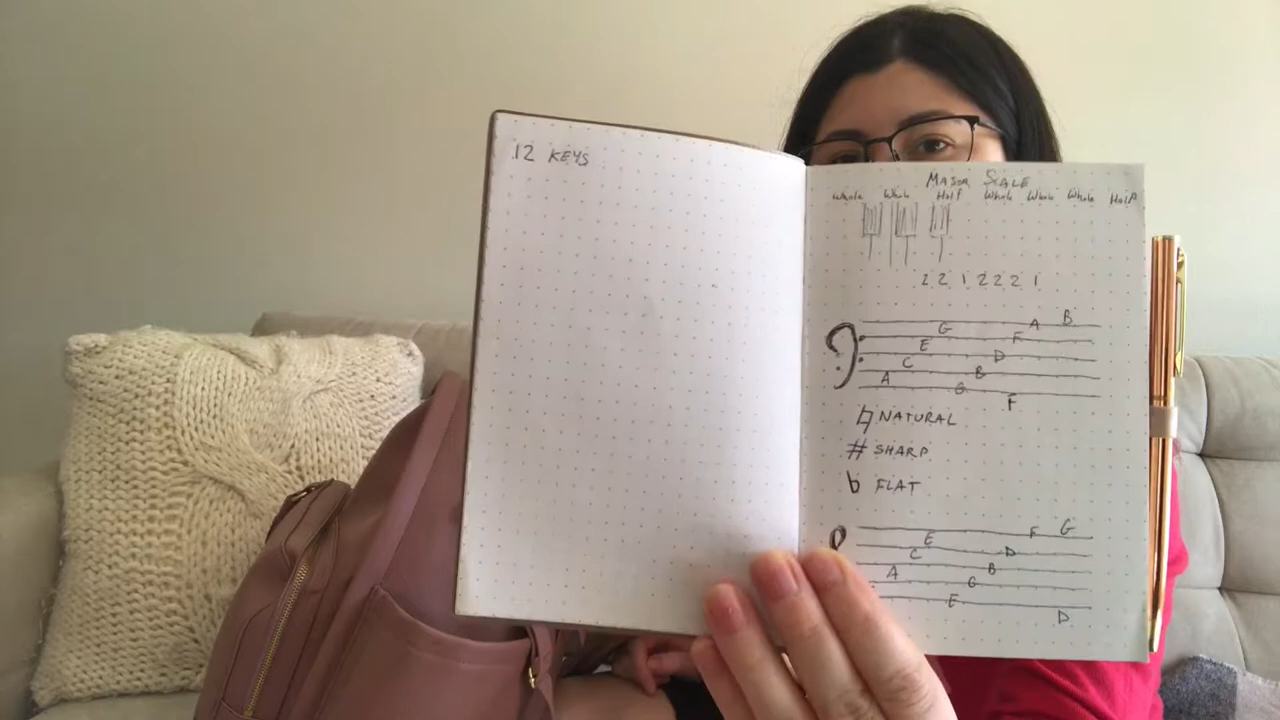 12 KEYS
MAJOR SCALE
Whole Whole Half Whole Whole Whole Half
2 2 1 2 2 2 1
B
A
G F
E D
C B
A G
F
♮ NATURAL
# SHARP
b FLAT
G
E F
C D
A B
G
E
D